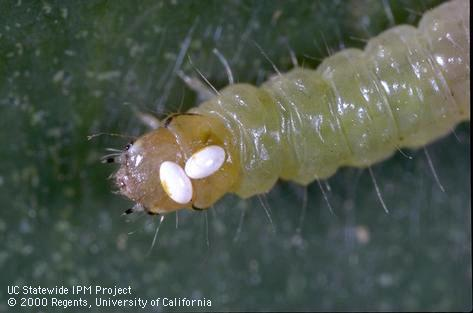 UC Statewide IPM Project
© 2000 Regents, University of California